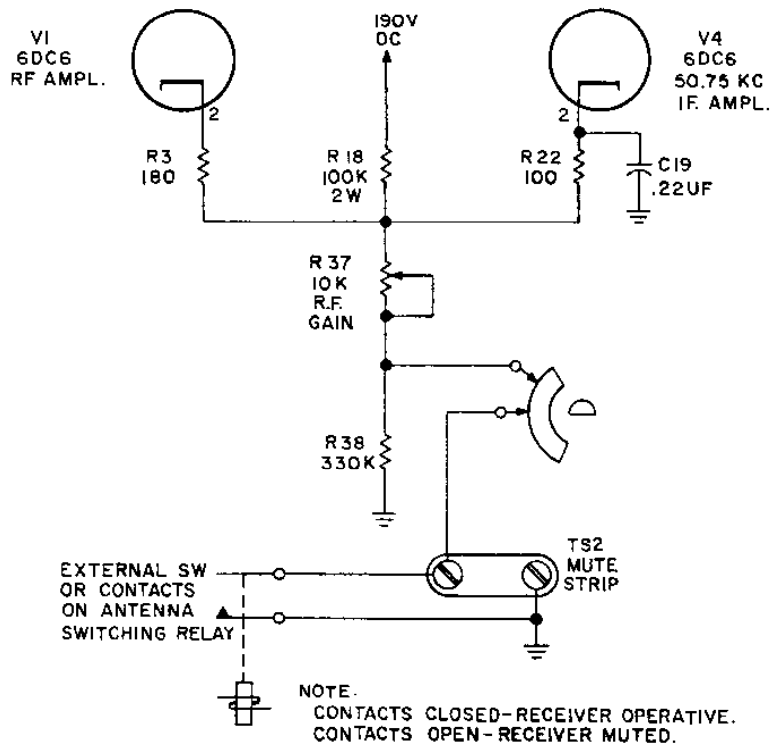 V1
6DC6
RF AMPL.
2
190V
DC
V4
6DC6
50.75 KC
I.F. AMPL.
2
R3
180
R18
100K
2W
R22
100
C19
.22UF
R37
10K
R.F.
GAIN
R38
330K
TS2
MUTE
STRIP
EXTERNAL SW
OR CONTACTS
ON ANTENNA
SWITCHING RELAY
NOTE.
CONTACTS CLOSED-RECEIVER OPERATIVE.
CONTACTS OPEN-RECEIVER MUTED.